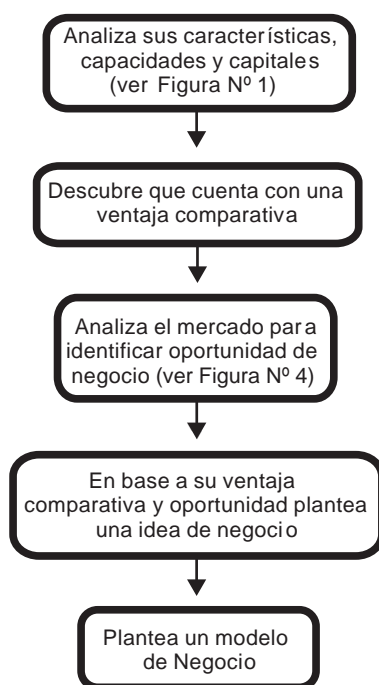 Analiza sus características,
capacidades y capitales
(ver Figura Nº 1)
Descubre que cuenta con una
ventaja comparativa
Analiza el mercado para
identificar oportunidad de
negocio (ver Figura Nº 4)
En base a su ventaja
comparativa y oportunidad plantea
una idea de negocio
Plantea un modelo
de Negocio